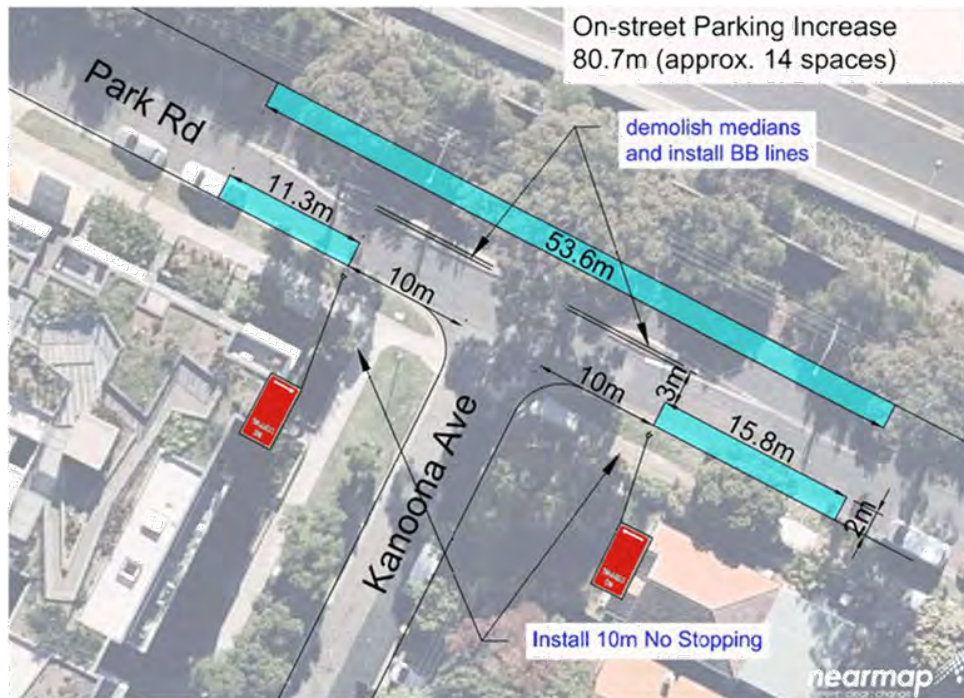 On-street Parking Increase
80.7m (approx. 14 spaces)
Park Rd
demolish medians
and install BB lines
11.3m
53.6m
10m
10m
3m
15.8m
2m
Kanoona Ave
Install 10m No Stopping
nearmap